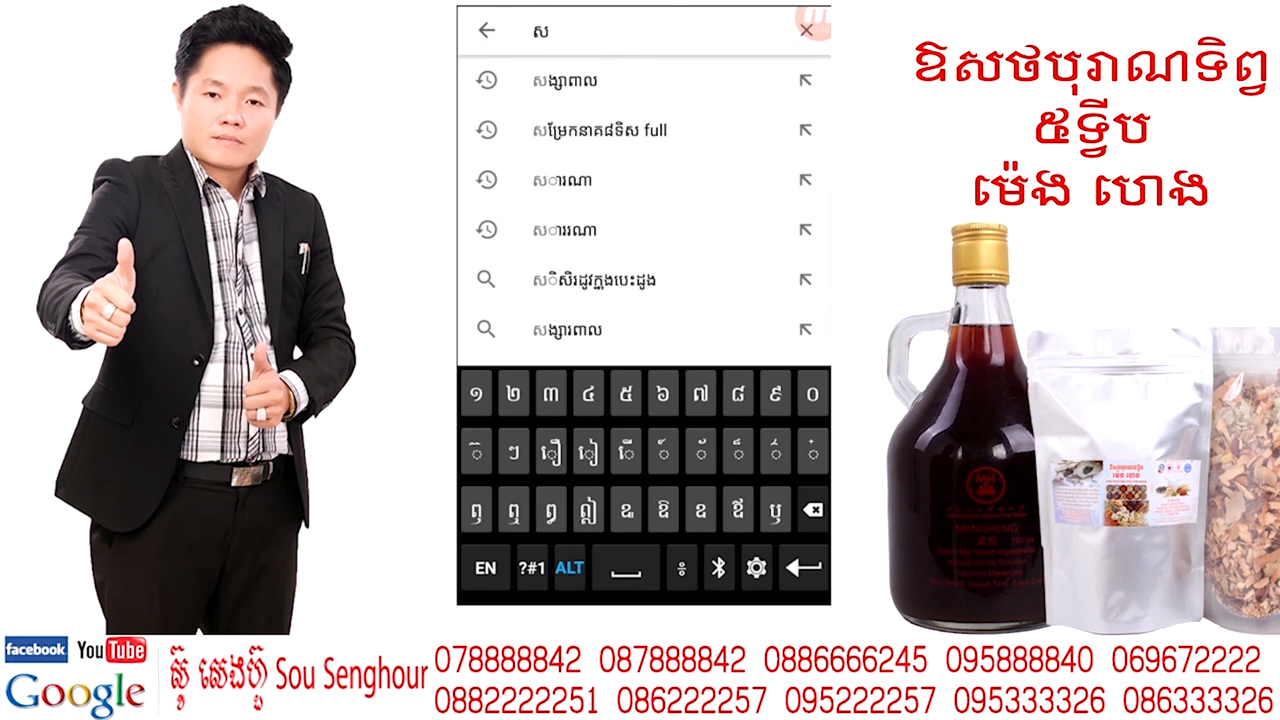 ស
សង្សាពាល
សម្រែកនាគ៨ទិស full
សារណា
សាររណា
សិសិរដូវក្នុងបេះដូង
សង្សារពាល
១ ២ ៣ ៤ ៥ ៦ ៧ ៨ ៩ ០
EN ?#1 ALT
ឱសថបុរាណទិព្វ
៥ទ្វីប
ម៉េង ហេង
MH
MENGHENG
750 ml
facebook
YouTube
Google
ស៊ូ សេងហ៊ួ Sou Senghour
078888842 087888842 0886666245 095888840 069672222
0882222251 086222257 095222257 095333326 086333326